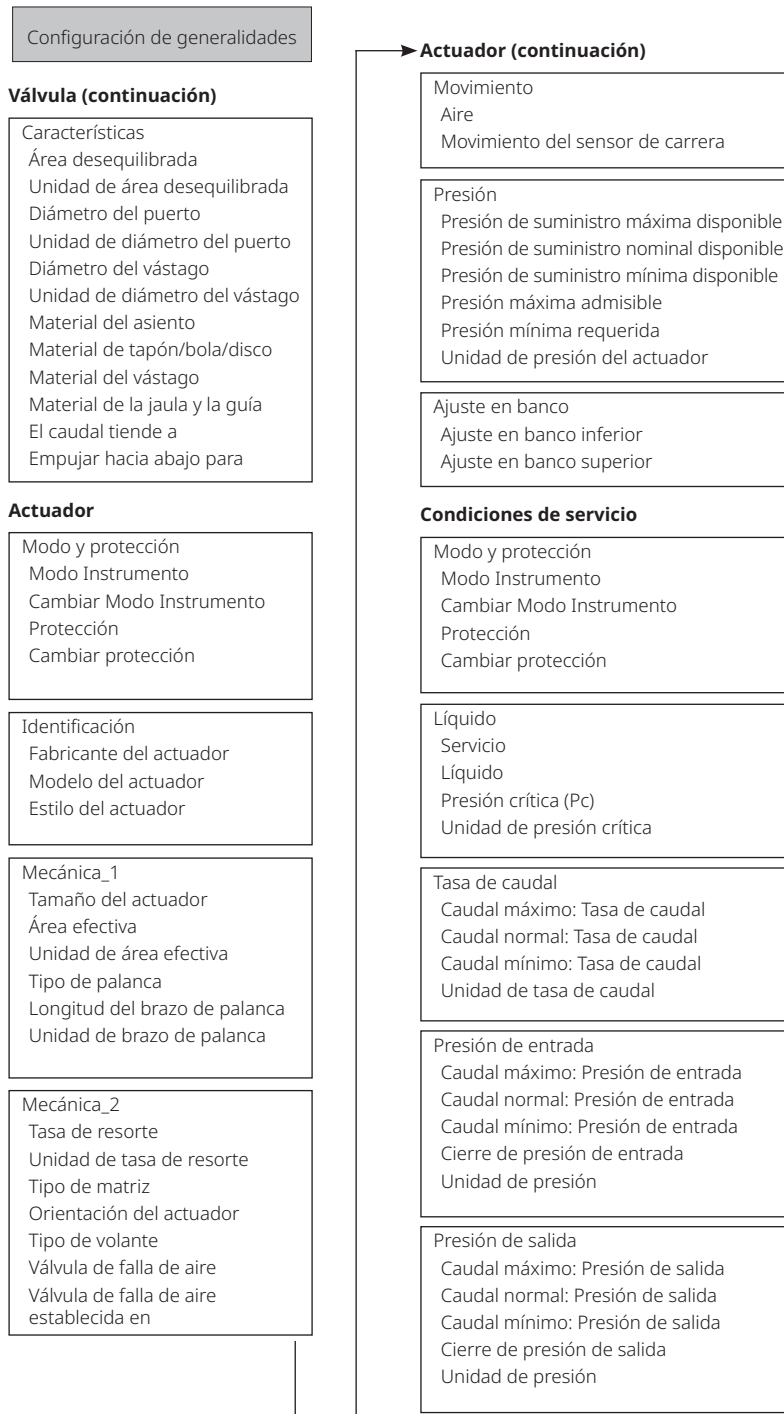 Configuración de generalidades
Válvula (continuación)
Características
Área desequilibrada
Unidad de área desequilibrada
Diámetro del puerto
Unidad de diámetro del puerto
Diámetro del vástago
Unidad de diámetro del vástago
Material del asiento
Material de tapón/bola/disco
Material del vástago
Material de la jaula y la guía
El caudal tiende a
Empujar hacia abajo para
Actuador
Modo y protección
Modo Instrumento
Cambiar Modo Instrumento
Protección
Cambiar protección
Identificación
Fabricante del actuador
Modelo del actuador
Estilo del actuador
Mecánica_1
Tamaño del actuador
Área efectiva
Unidad de área efectiva
Tipo de palanca
Longitud del brazo de palanca
Unidad de brazo de palanca
Mecánica_2
Tasa de resorte
Unidad de tasa de resorte
Tipo de matriz
Orientación del actuador
Tipo de volante
Válvula de falla de aire
Válvula de falla de aire
establecida en
Actuador (continuación)
Movimiento
Aire
Movimiento del sensor de carrera
Presión
Presión de suministro máxima disponible
Presión de suministro nominal disponible
Presión de suministro mínima disponible
Presión máxima admisible
Presión mínima requerida
Unidad de presión del actuador
Ajuste en banco
Ajuste en banco inferior
Ajuste en banco superior
Condiciones de servicio
Modo y protección
Modo Instrumento
Cambiar Modo Instrumento
Protección
Cambiar protección
Líquido
Servicio
Líquido
Presión crítica (Pc)
Unidad de presión crítica
Tasa de caudal
Caudal máximo: Tasa de caudal
Caudal normal: Tasa de caudal
Caudal mínimo: Tasa de caudal
Unidad de tasa de caudal
Presión de entrada
Caudal máximo: Presión de entrada
Caudal normal: Presión de entrada
Caudal mínimo: Presión de entrada
Cierre de presión de entrada
Unidad de presión
Presión de salida
Caudal máximo: Presión de salida
Caudal normal: Presión de salida
Caudal mínimo: Presión de salida
Cierre de presión de salida
Unidad de presión